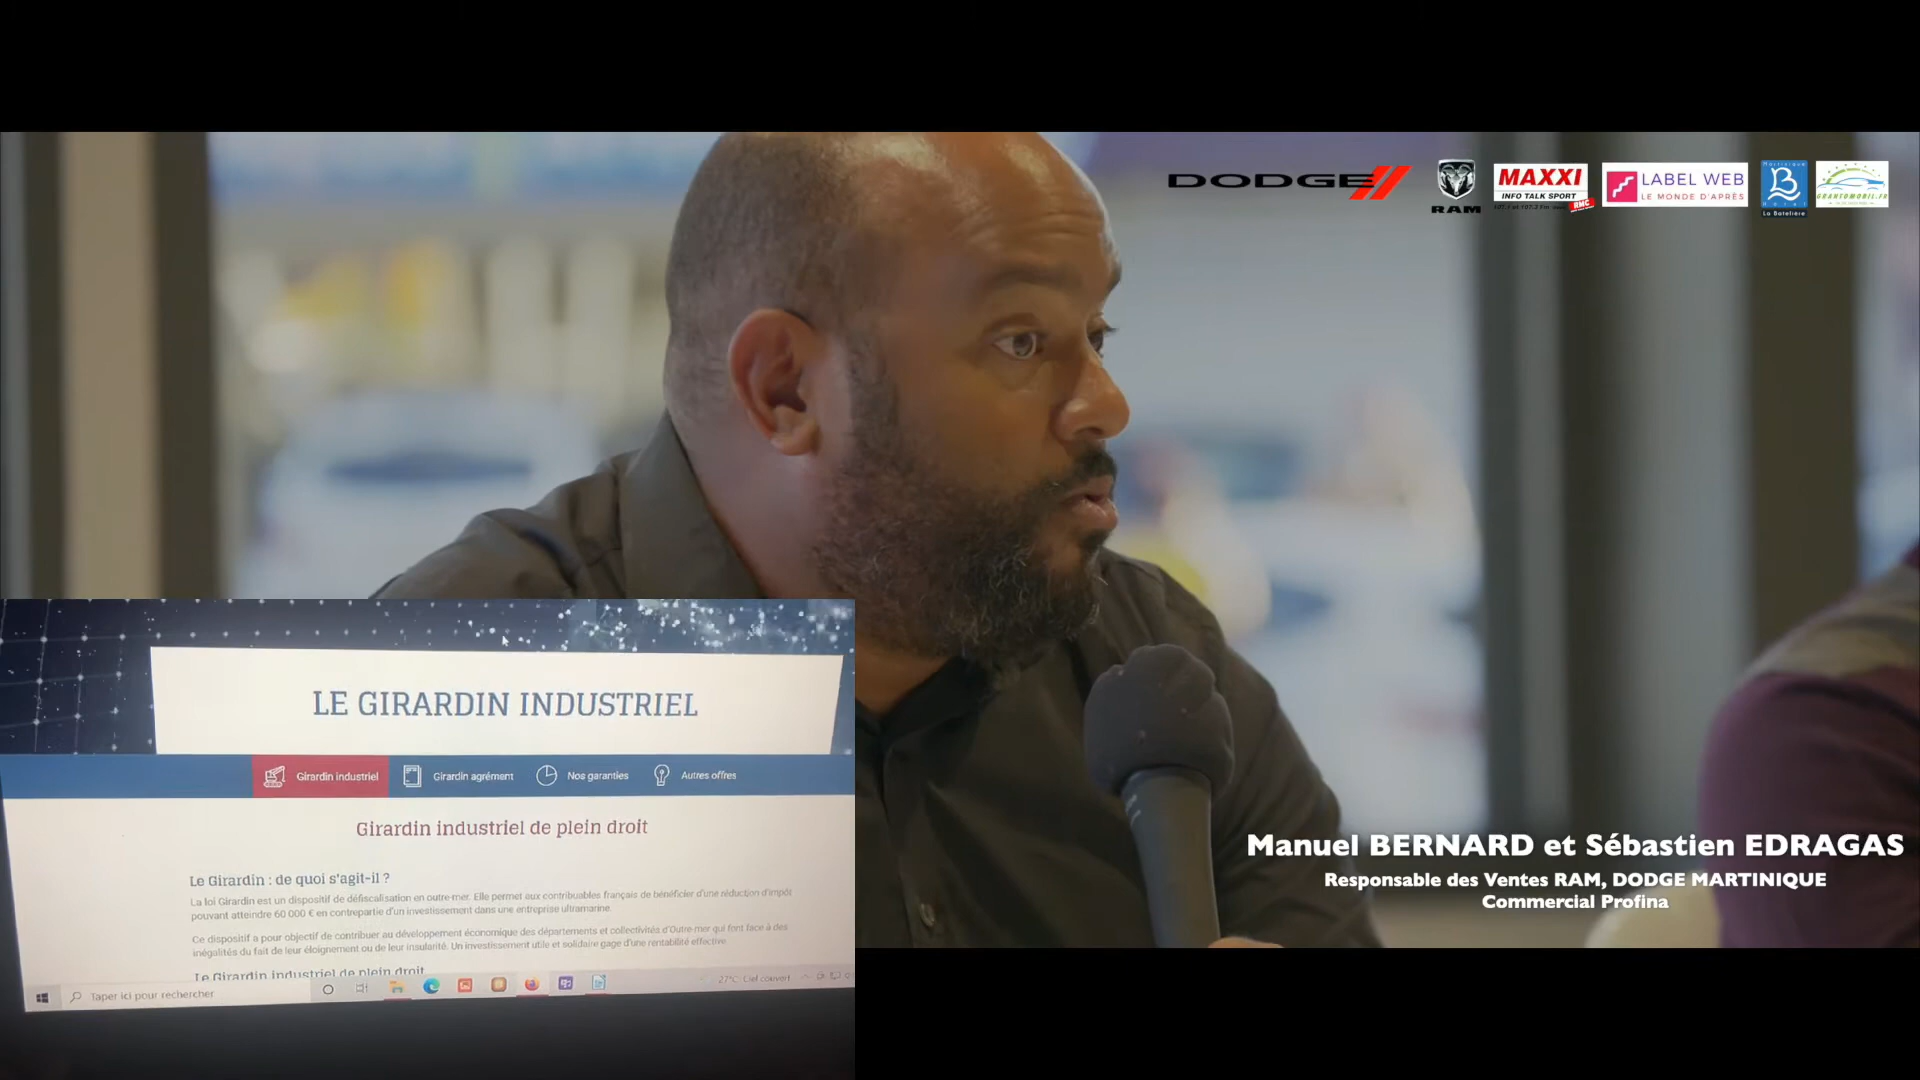 DODGE
RAM
MAXXI
INFO TALK SPORT
RMC
LABEL WEB
LE MONDE D'APRÈS
Martinique
Hotel
La Batelière
GRANTOMOBIL.FR
LE GIRARDIN INDUSTRIEL
Girardin industriel
Girardin agrément
Nos garanties
Autres offres
Girardin industriel de plein droit
Le Girardin : de quoi s'agit-il ?
La loi Girardin est un dispositif de défiscalisation en outre-mer. Elle permet aux contribuables français de bénéficier d'une réduction d'impôt
pouvant atteindre 60 000 € en contrepartie d'un investissement dans une entreprise ultramarine.
Ce dispositif a pour objectif de contribuer au développement économique des départements et collectivités d'Outre-mer qui font face à des
inégalités du fait de leur éloignement ou de leur insularité. Un investissement utile et solidaire gage d'une rentabilité effective.
Le Girardin industriel de plein droit
Taper ici pour rechercher
27°C Ciel couvert
Manuel BERNARD et Sébastien EDRAGAS
Responsable des Ventes RAM, DODGE MARTINIQUE
Commercial Profina